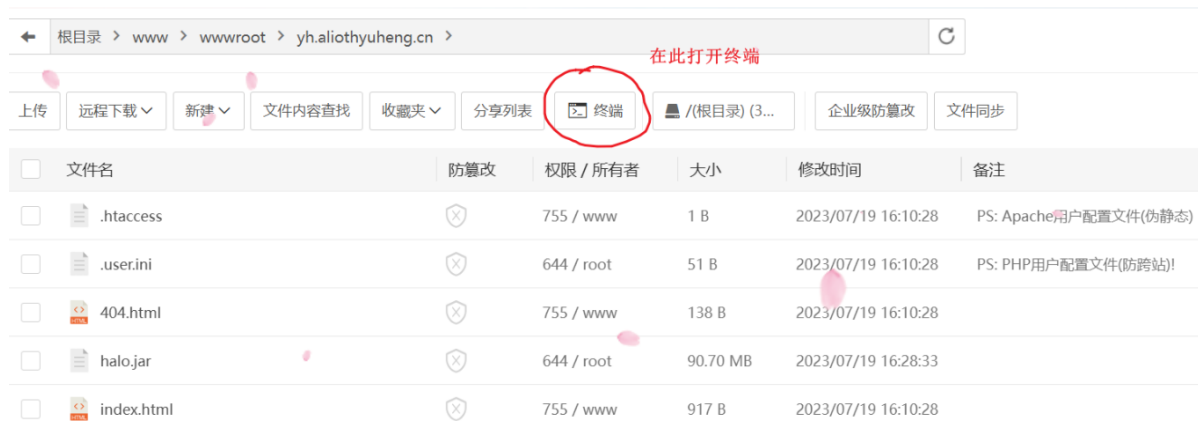 根目录 > www > wwwroot > yh.aliothyuheng.cn >
在此打开终端
上传 远程下载 新建 文件内容查找 收藏夹 分享列表 终端 /(根目录) (3... 企业级防篡改 文件同步
文件名 防篡改 权限 / 所有者 大小 修改时间 备注
.htaccess 755 / www 1 B 2023/07/19 16:10:28 PS: Apache用户配置文件(伪静态)
.user.ini 644 / root 51 B 2023/07/19 16:10:28 PS: PHP用户配置文件(防跨站)!
404.html 755 / www 138 B 2023/07/19 16:10:28
halo.jar 644 / root 90.70 MB 2023/07/19 16:28:33
index.html 755 / www 917 B 2023/07/19 16:10:28